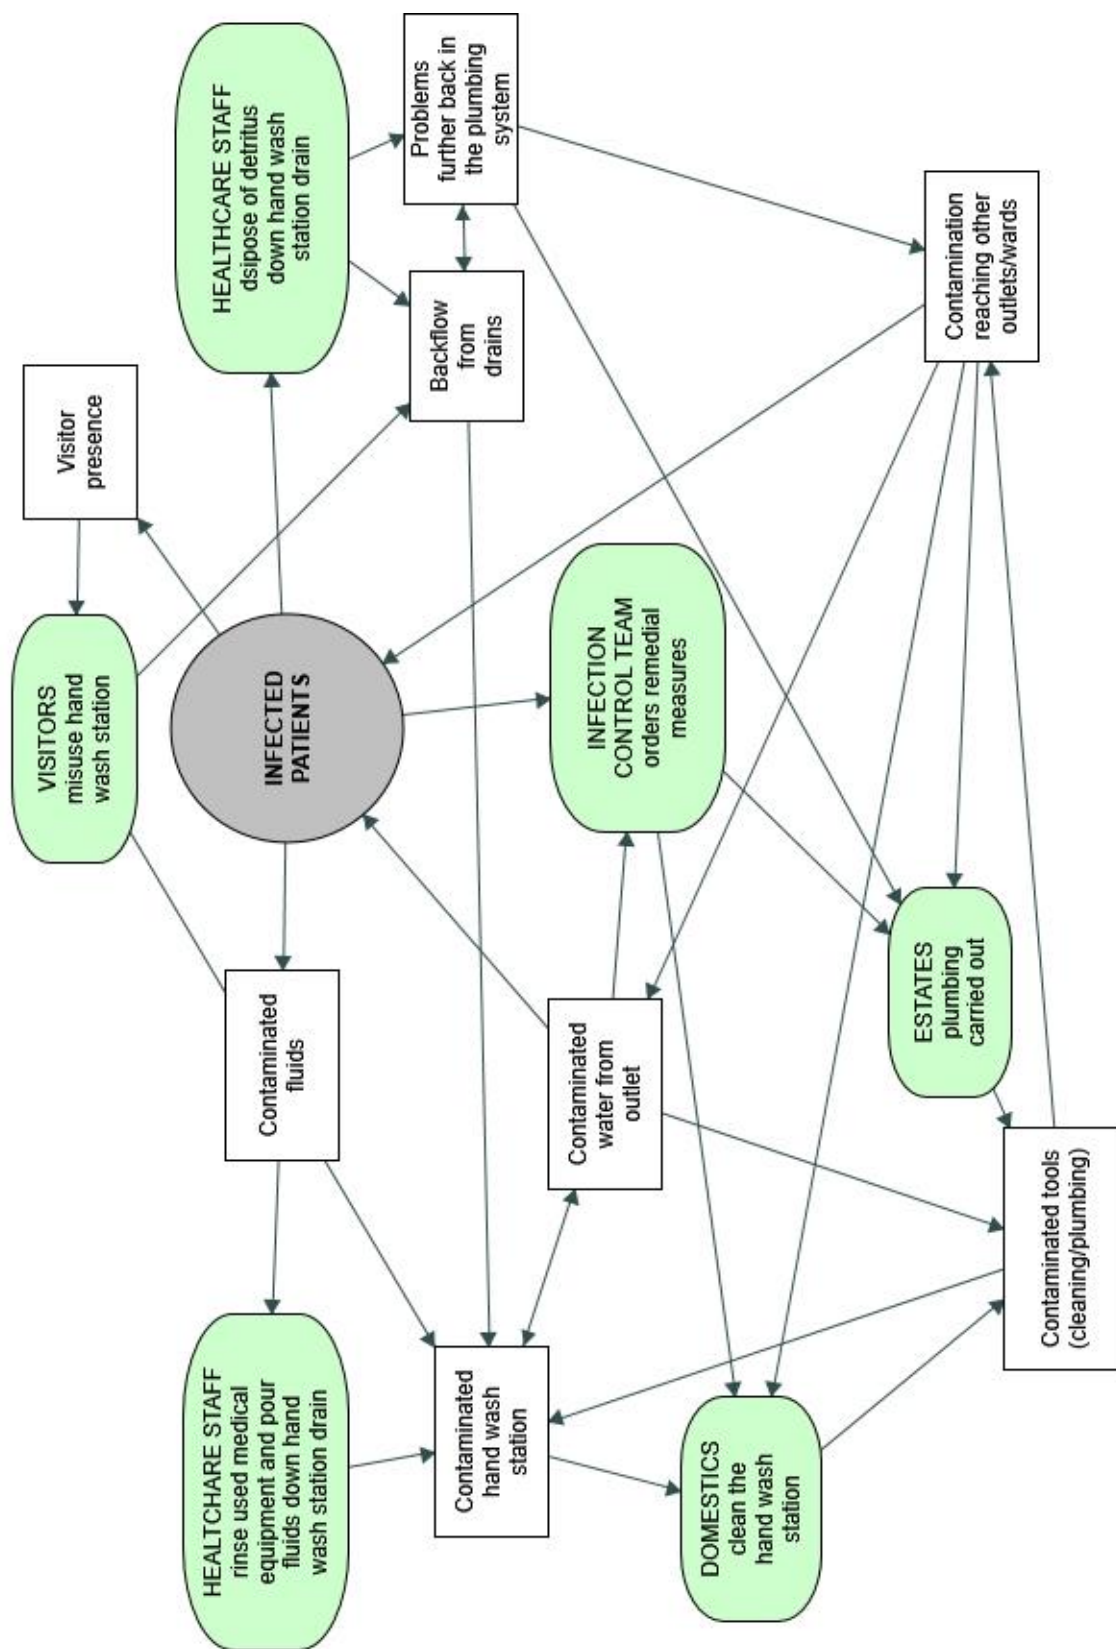 HEALTCHARE STAFF
rinse used medical
equipment and pour
fluids down hand
wash station drain
Contaminated
fluids
VISITORS
misuse hand
wash station
Visitor
presence
HEALTHCARE STAFF
dsipose of detritus
down hand wash
station drain
INFECTED
PATIENTS
Contaminated
hand wash
station
Backflow
from
drains
Problems
further back in
the plumbing
system
Contaminated
water from
outlet
INFECTION
CONTROL TEAM
orders remedial
measures
DOMESTICS
clean the
hand wash
station
ESTATES
plumbing
carried out
Contamination
reaching other
outlets/wards
Contaminated tools
(cleaning/plumbing)